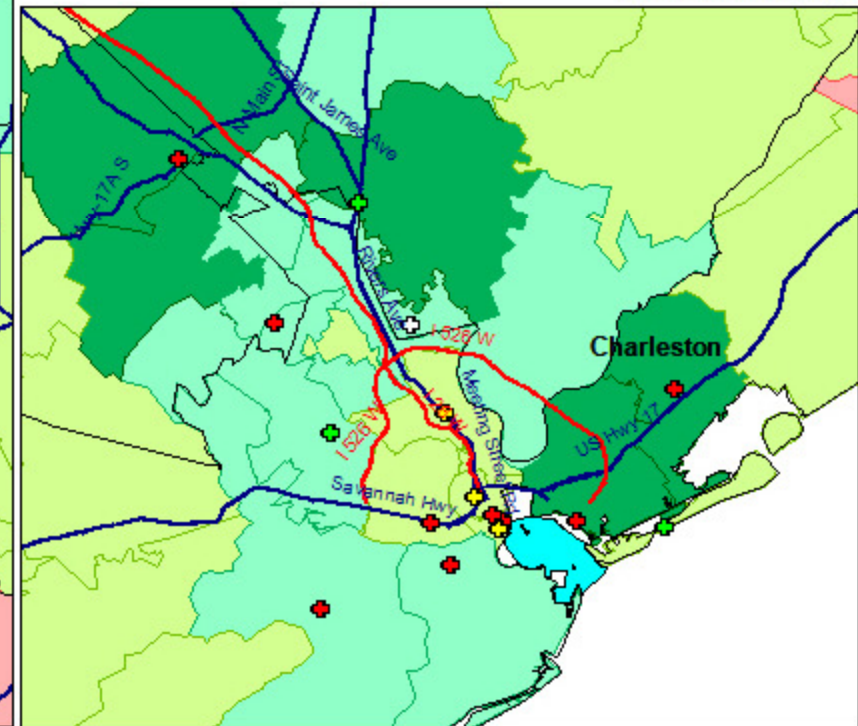 N Main S
Saint James Ave
Hwy 17A S
Rivers Ave
I 526 W
Charleston
Meeting Street Rd
US Hwy 17
I 526 W
Savannah Hwy